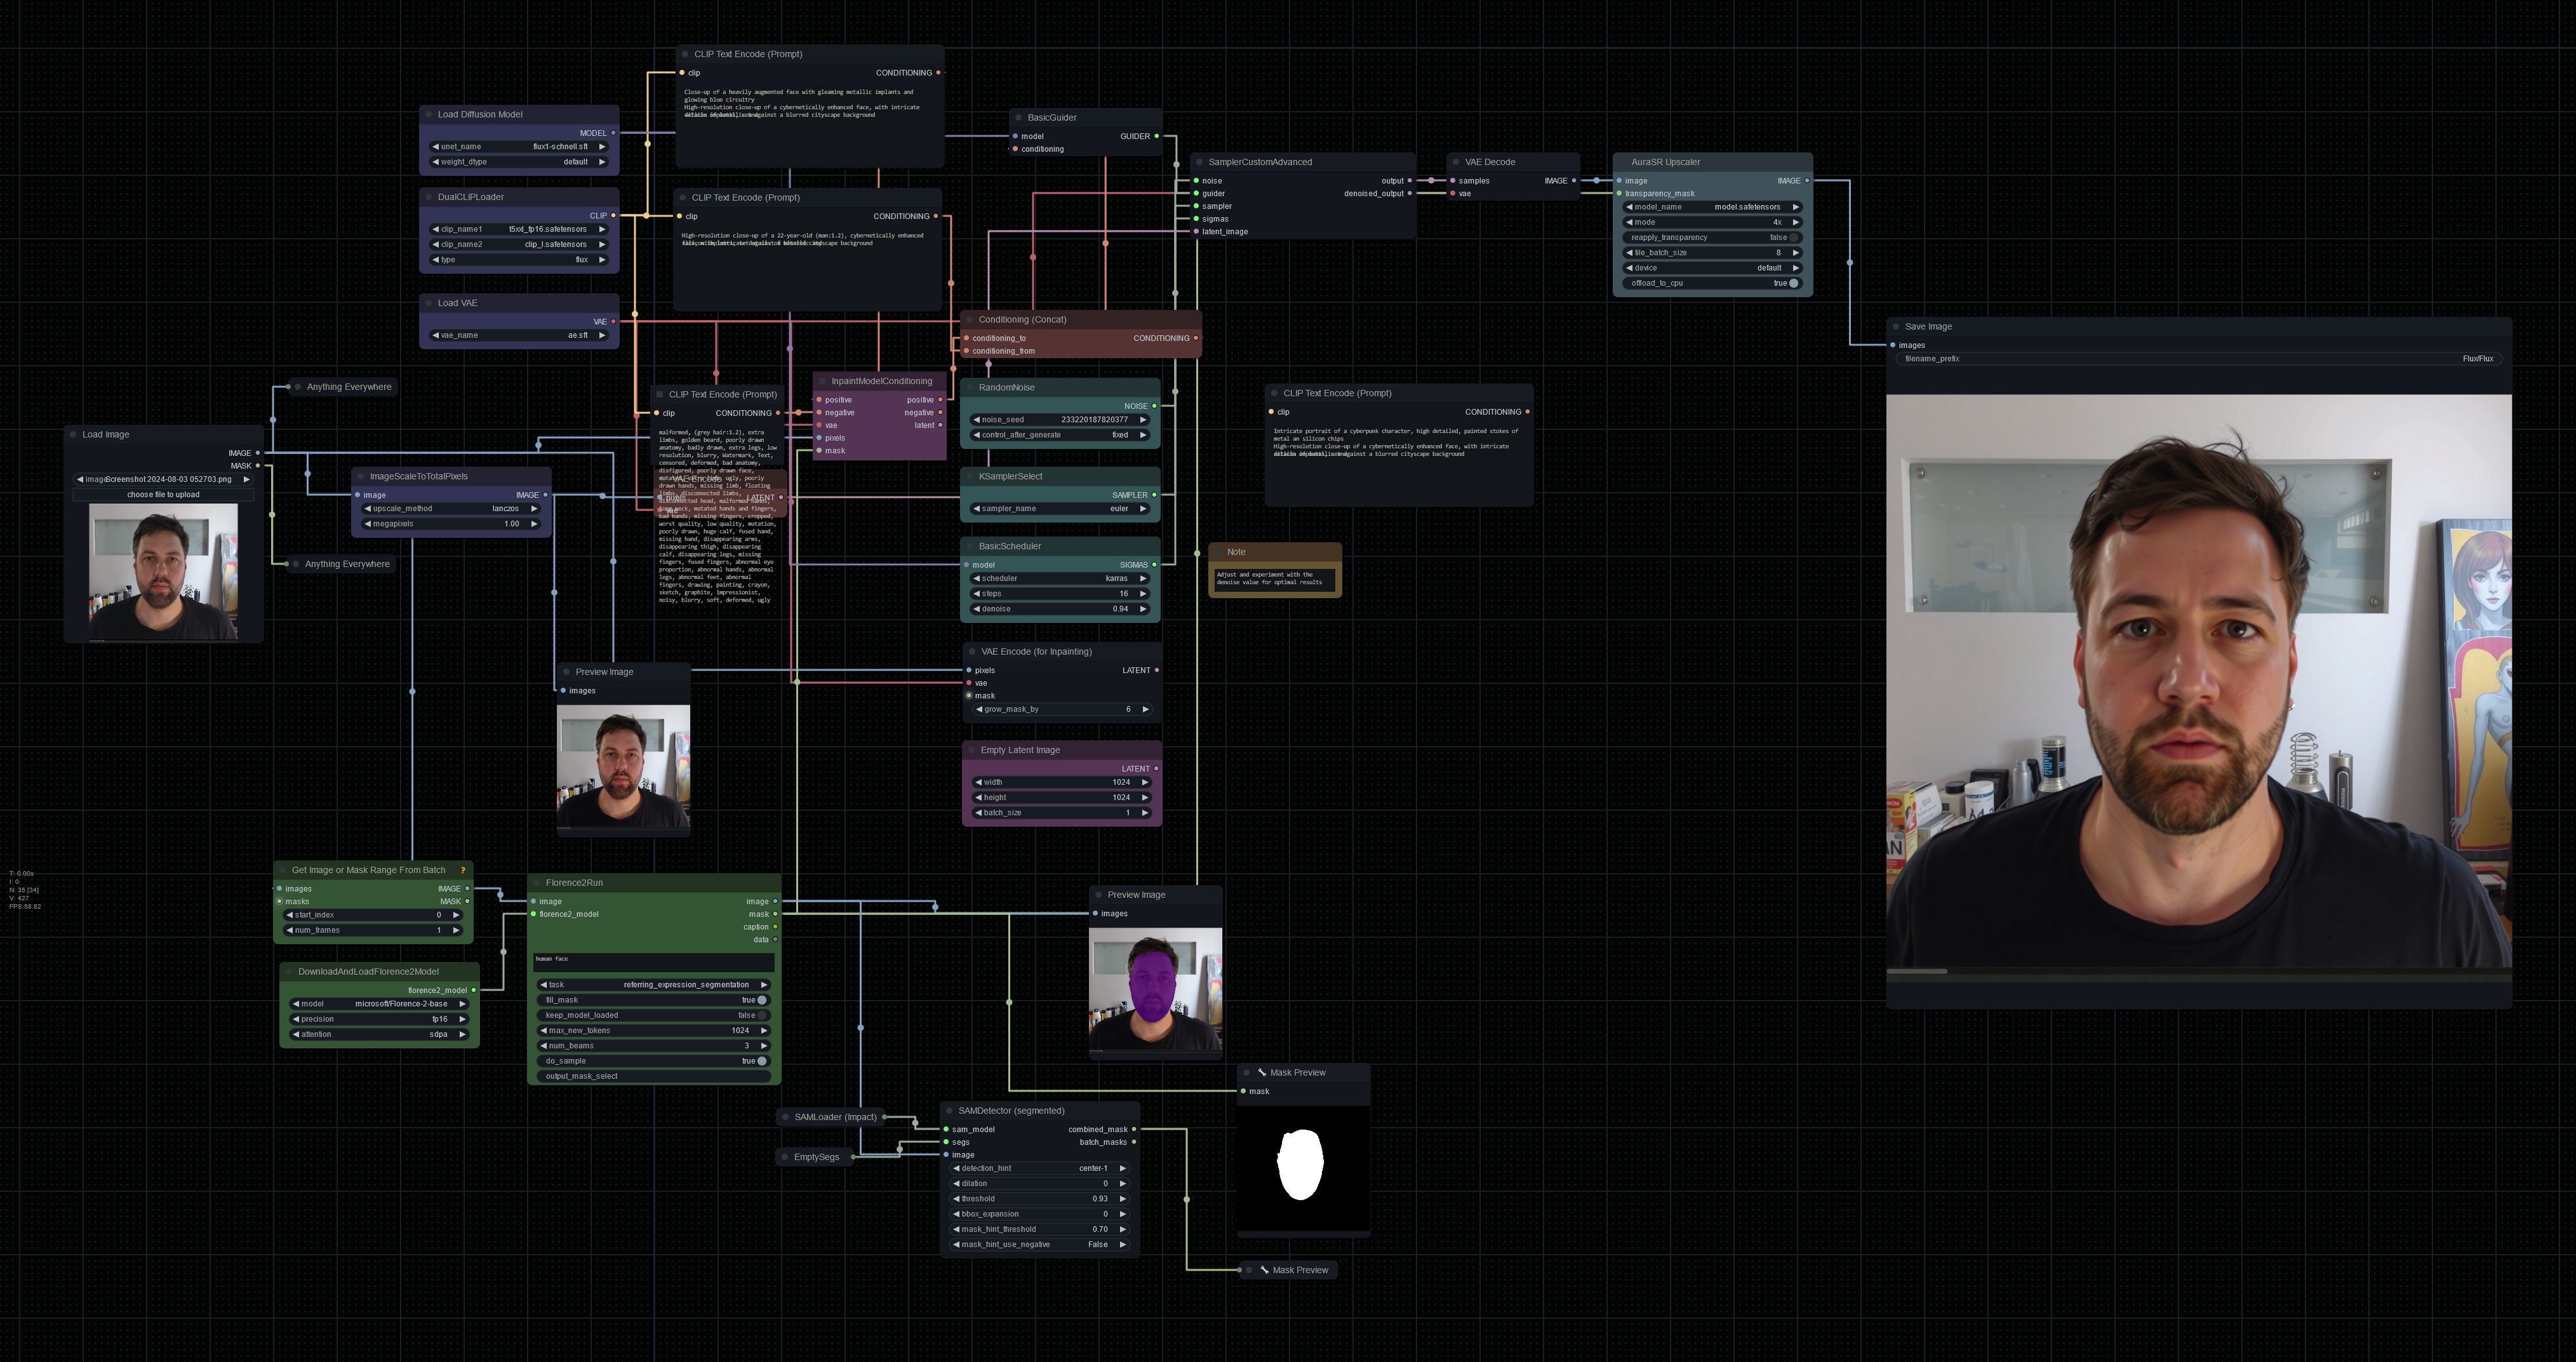 CLIP Text Encode (Prompt)
clip
CONDITIONING
Close-up of a heavily augmented face with gleaming metallic implants and
glowing blue circuitry
High-resolution close-up of a cybernetically enhanced face, with intricate
against a blurred cityscape background
Load Diffusion Model
MODEL
unet_name flux1-schnell.sft
weight_dtype default
DualCLIPLoader
CLIP
clip_name1 t5xxl_fp16.safetensors
clip_name2 clip_l.safetensors
type flux
Load VAE
VAE
vae_name ae.sft
CLIP Text Encode (Prompt)
clip
CONDITIONING
High-resolution close-up of a 22-year-old (man:1.2), cybernetically enhanced
background
BasicGuider
model
GUIDER
conditioning
SamplerCustomAdvanced
noise
output
guider
denoised_output
sampler
sigmas
latent_image
VAE Decode
samples
IMAGE
vae
AuraSR Upscaler
image
IMAGE
transparency_mask
model_name model.safetensors
mode 4x
reapply_transparency false
tile_batch_size 8
device default
offload_to_cpu true
Save Image
images
filename_prefix Flux/Flux
Conditioning (Concat)
conditioning_to
CONDITIONING
conditioning_from
Anything Everywhere
Load Image
IMAGE
MASK
Screenshot 2024-08-03 052703.png
choose file to upload
Anything Everywhere
ImageScaleToTotalPixels
image
IMAGE
upscale_method lanczos
megapixels 1.00
CLIP Text Encode (Prompt)
clip
CONDITIONING
malformed, (grey hair:1.2), extra
limbs, golden beard, poorly drawn
anatomy, badly drawn, extra legs, low
resolution, blurry, Watermark, Text,
censored, deformed, bad anatomy,
disfigured, poorly drawn face,
ugly, poorly
drawn hands, missing limb, floating
limbs, disconnected limbs,
disconnected head, malformed hands,
neck, mutated hands and fingers,
bad hands, missing fingers, cropped,
worst quality, low quality, mutation,
poorly drawn, huge calf, fused hand,
missing hand, disappearing arms,
disappearing thigh, disappearing
calf, disappearing legs, missing
fingers, fused fingers, abnormal eye
proportion, abnormal hands, abnormal
legs, abnormal feet, abnormal
fingers, drawing, painting, crayon,
sketch, graphite, impressionist,
noisy, blurry, soft, deformed, ugly
VAE Encode
LATENT
InpaintModelConditioning
positive
positive
negative
negative
vae
latent
pixels
mask
RandomNoise
NOISE
noise_seed 233220187820377
control_after_generate fixed
KSamplerSelect
SAMPLER
sampler_name euler
BasicScheduler
model
SIGMAS
scheduler karras
steps 16
denoise 0.94
CLIP Text Encode (Prompt)
clip
CONDITIONING
Intricate portrait of a cyberpunk character, high detailed, painted stokes of
metal an silicon chips
High-resolution close-up of a cybernetically enhanced face, with intricate
against a blurred cityscape background
Note
Adjust and experiment with the
denoise value for optimal results
VAE Encode (for Inpainting)
pixels
LATENT
vae
mask
grow_mask_by 6
Empty Latent Image
LATENT
width 1024
height 1024
batch_size 1
Preview Image
images
T: 0.00s
I: 0
N: 35 [34]
V: 427
FPS:58.82
Get Image or Mask Range From Batch ?
images
IMAGE
masks
MASK
start_index 0
num_frames 1
DownloadAndLoadFlorence2Model
florence2_model
model microsoft/Florence-2-base
precision fp16
attention sdpa
Florence2Run
image
image
florence2_model
mask
caption
data
human face
task referring_expression_segmentation
fill_mask true
keep_model_loaded false
max_new_tokens 1024
num_beams 3
do_sample true
output_mask_select
Preview Image
images
SAMLoader (Impact)
EmptySegs
SAMDetector (segmented)
sam_model
combined_mask
segs
batch_masks
image
detection_hint center-1
dilation 0
threshold 0.93
bbox_expansion 0
mask_hint_threshold 0.70
mask_hint_use_negative False
Mask Preview
mask
Mask Preview